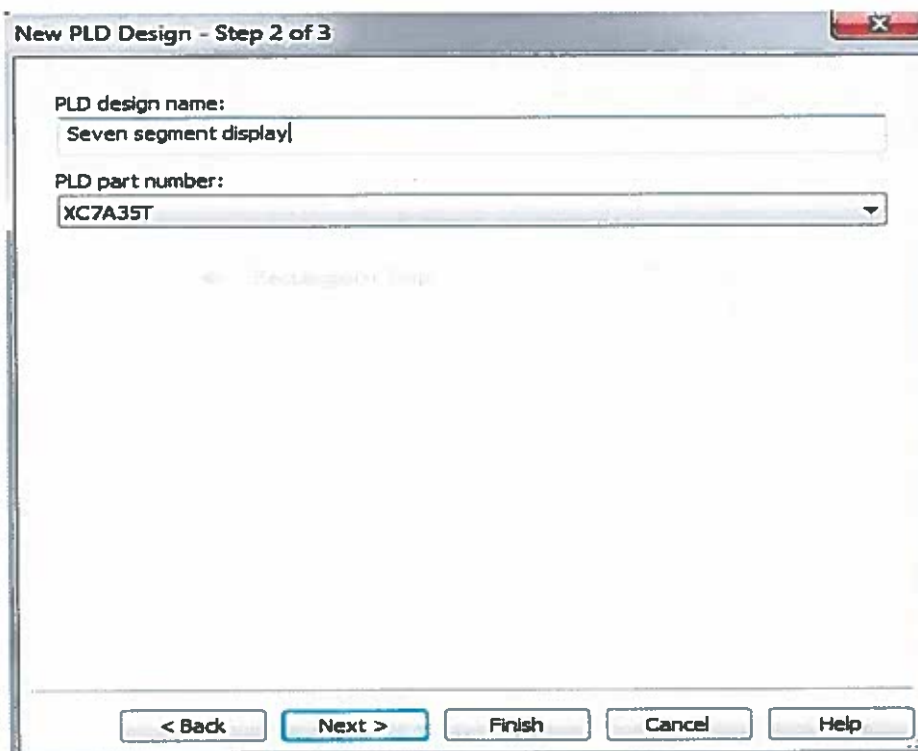 New PLD Design - Step 2 of 3
PLD design name:
Seven segment display
PLD part number:
XC7A35T
< Back Next > Finish Cancel Help